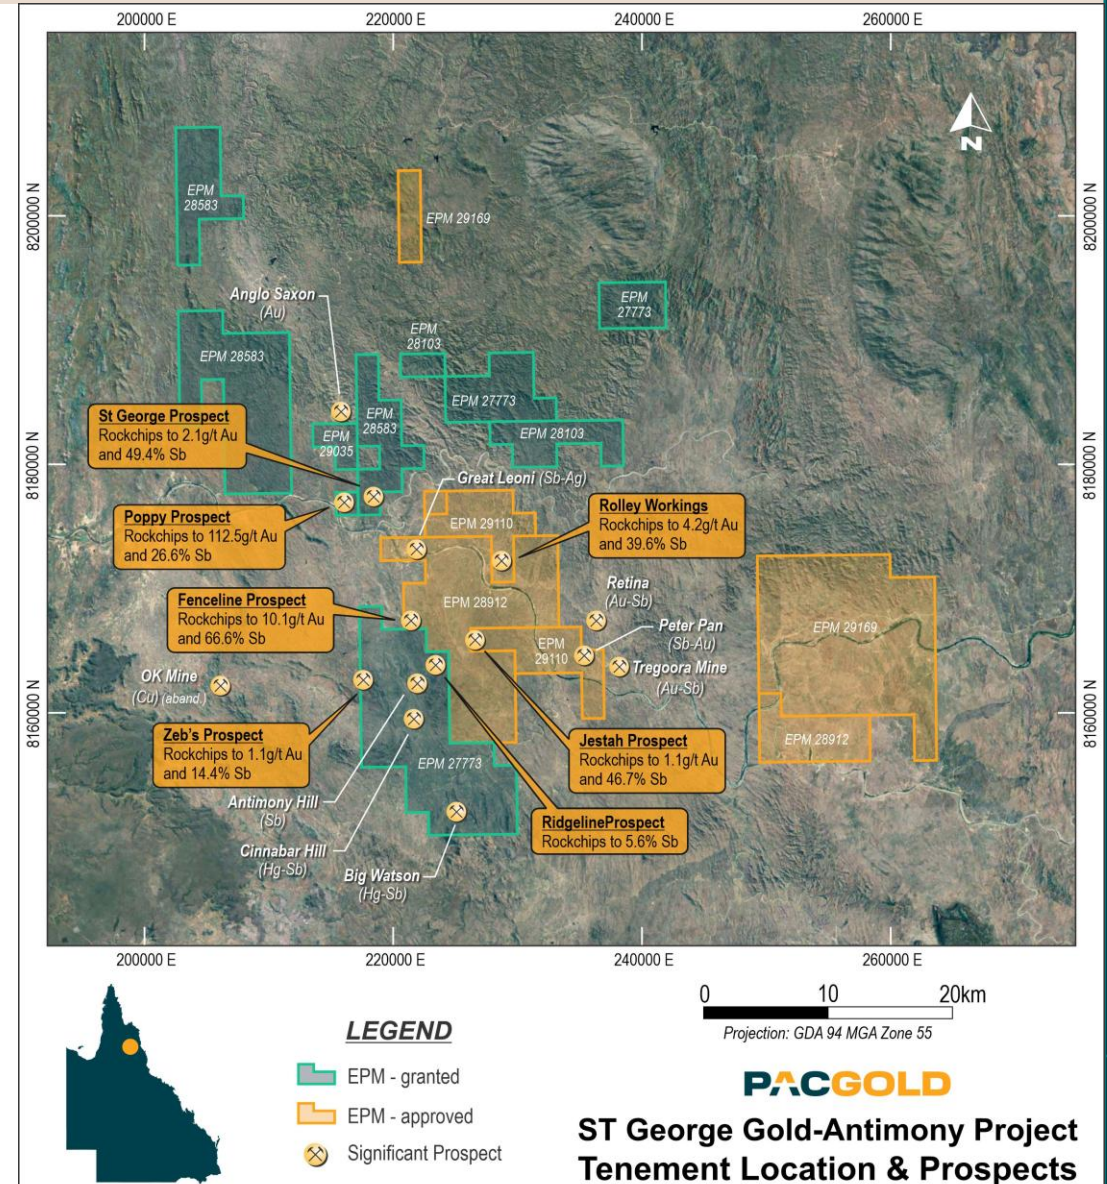 200000 E
220000 E
240000 E
260000 E
8200000 N
8200000 N
N
EPM
28583
EPM 29169
EPM
27773
Anglo Saxon
(Au)
EPM
28103
EPM 28583
EPM 27773
St George Prospect
Rockchips to 2.1g/t Au
and 49.4% Sb
EPM
28583
EPM
29035
EPM 28103
8180000 N
8180000 N
Great Leoni (Sb-Ag)
Poppy Prospect
Rockchips to 112.5g/t Au
and 26.6% Sb
EPM 29110
Rolley Workings
Rockchips to 4.2g/t Au
and 39.6% Sb
Fenceline Prospect
Rockchips to 10.1g/t Au
and 66.6% Sb
EPM 28912
Retina
(Au-Sb)
Peter Pan
(Sb-Au)
EPM 29169
EPM
29110
Tregoora Mine
(Au-Sb)
OK Mine
(Cu) (aband.)
8160000 N
8160000 N
Zeb's Prospect
Rockchips to 1.1g/t Au
and 14.4% Sb
Jestah Prospect
Rockchips to 1.1g/t Au
and 46.7% Sb
EPM 28912
EPM 27773
Antimony Hill
(Sb)
RidgelineProspect
Rockchips to 5.6% Sb
Cinnabar Hill
(Hg-Sb)
Big Watson
(Hg-Sb)
200000 E
220000 E
240000 E
260000 E
0 10 20km
Projection: GDA 94 MGA Zone 55
LEGEND
EPM - granted
EPM - approved
Significant Prospect
PACGOLD
ST George Gold-Antimony Project
Tenement Location & Prospects